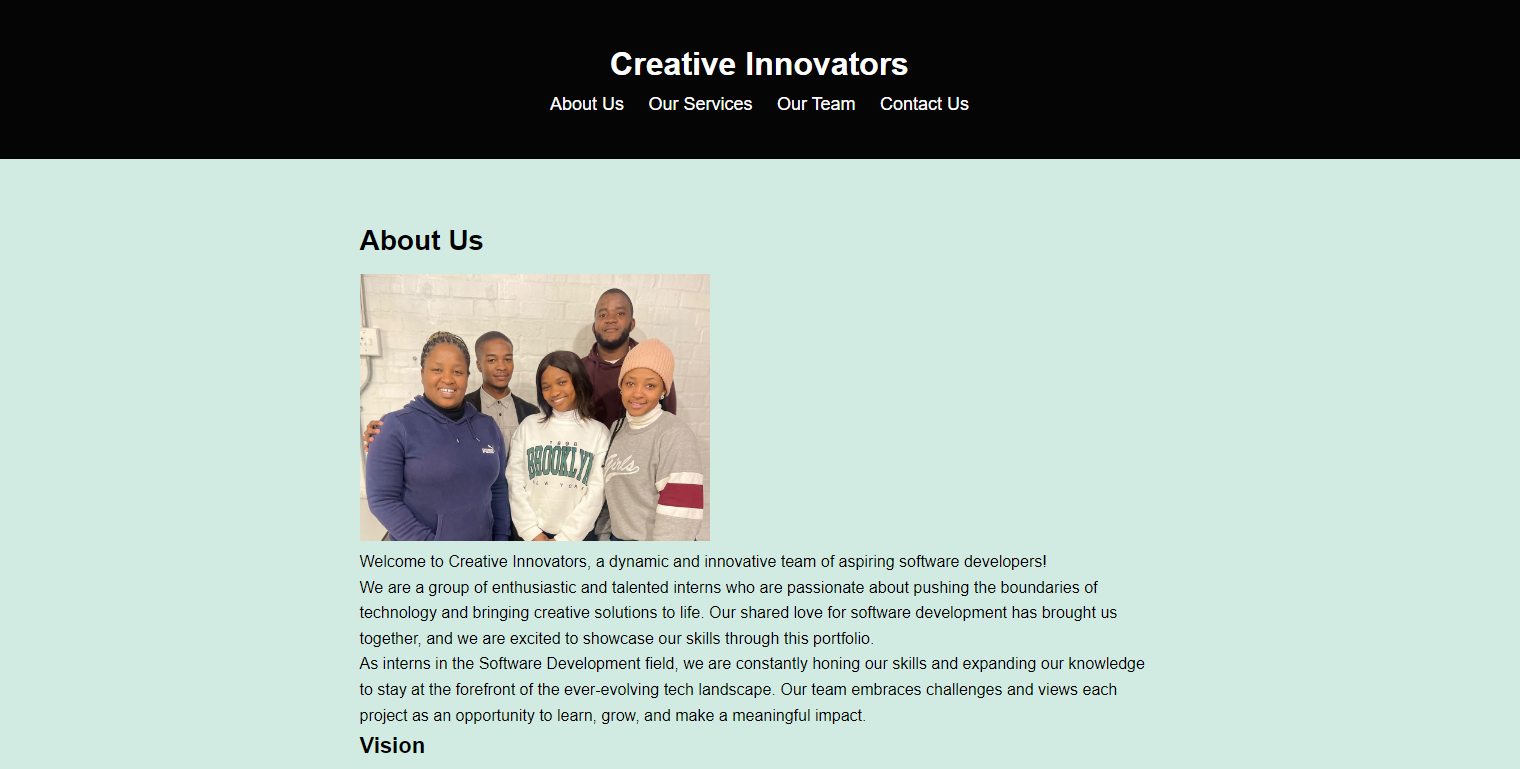 Creative Innovators
About Us Our Services Our Team Contact Us
About Us
BROOKLYN
NEW YORK
Girls
Welcome to Creative Innovators, a dynamic and innovative team of aspiring software developers!
We are a group of enthusiastic and talented interns who are passionate about pushing the boundaries of
technology and bringing creative solutions to life. Our shared love for software development has brought us
together, and we are excited to showcase our skills through this portfolio.
As interns in the Software Development field, we are constantly honing our skills and expanding our knowledge
to stay at the forefront of the ever-evolving tech landscape. Our team embraces challenges and views each
project as an opportunity to learn, grow, and make a meaningful impact.
Vision